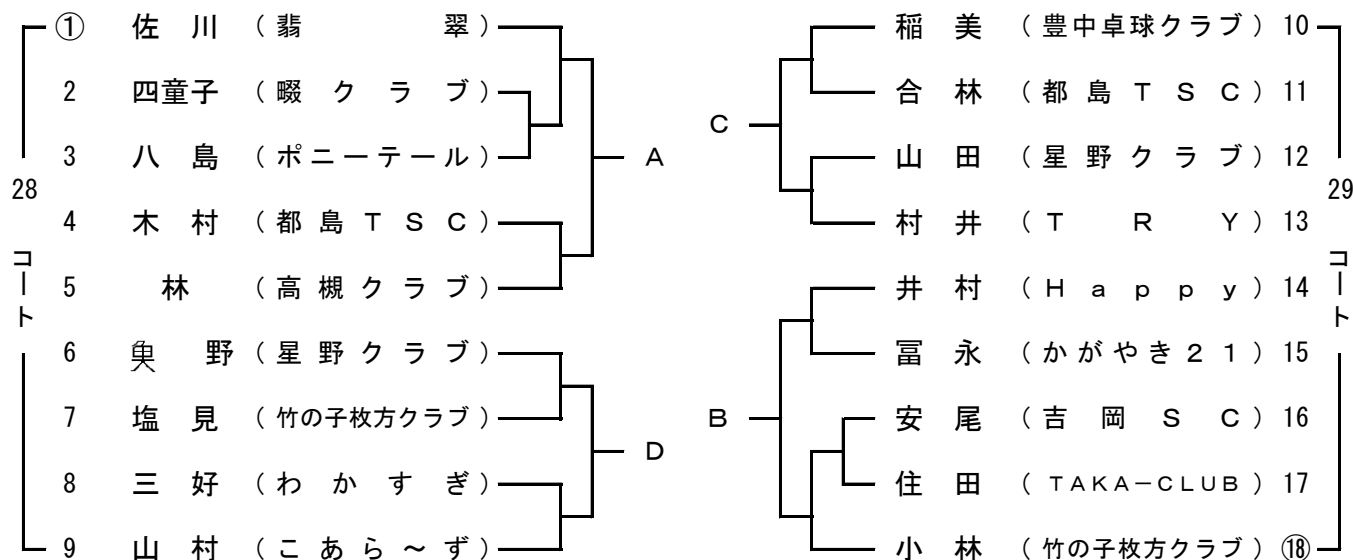 ① 佐川 (翡翠)
2 四童子 (畷クラブ)
3 八島 (ポニーテール)
4 木村 (都島TSC)
5 林 (高槻クラブ)
6 野 (星野クラブ)
7 塩見 (竹の子枚方クラブ)
8 三好 (わかすぎ)
9 山村 (こあら～ず)
28
コート
A
D
C
B
稲美 (豊中卓球クラブ) 10
合林 (都島TSC) 11
山田 (星野クラブ) 12
村井 (TRY) 13
井村 (Happy) 14
冨永 (かがやき21) 15
安尾 (吉岡SC) 16
住田 (TAKA－CLUB) 17
小林 (竹の子枚方クラブ) ⑱
29
コート